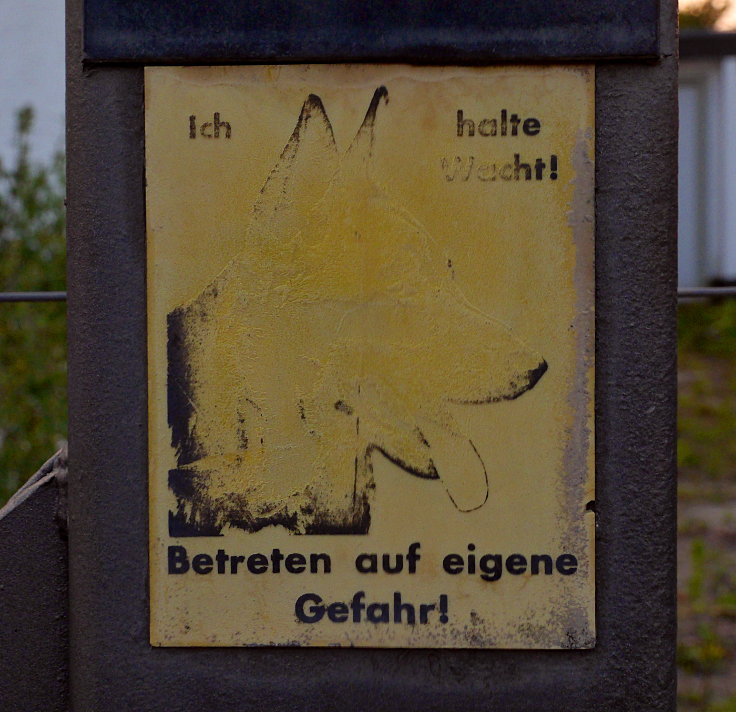 Ich halte
Wacht!
Betreten auf eigene
Gefahr!